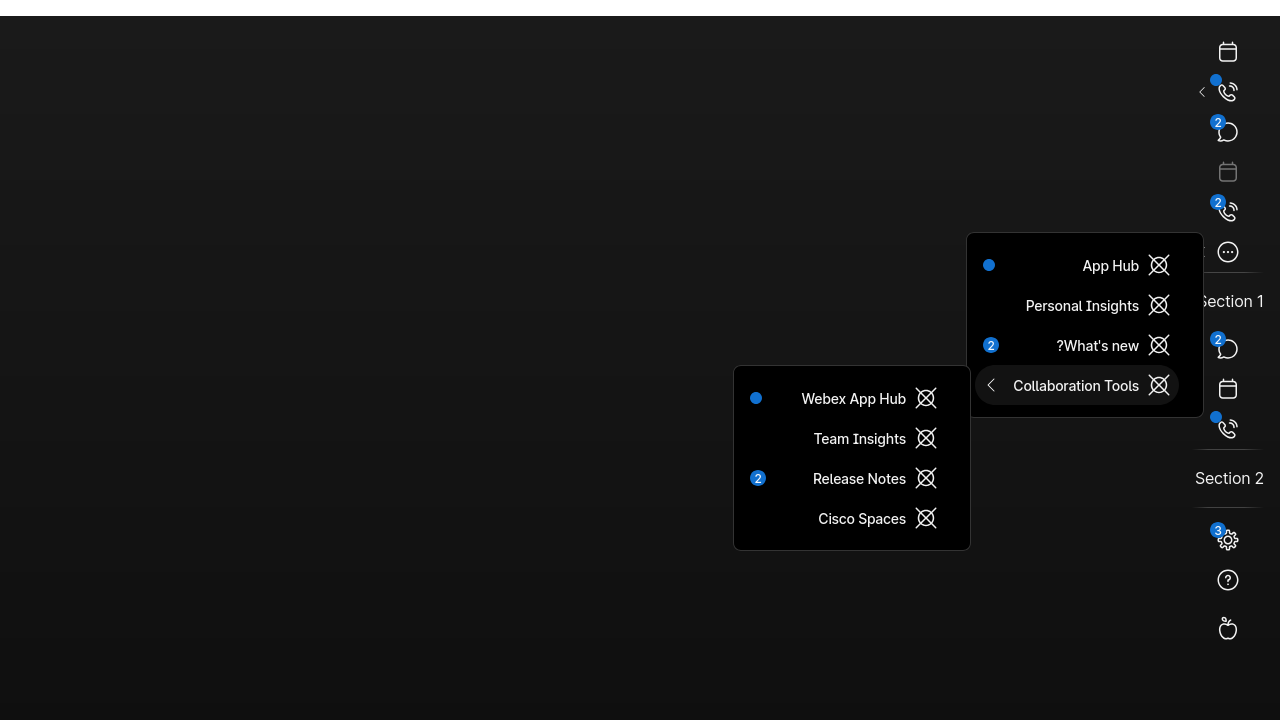 2
2
App Hub
Section 1
Personal Insights
2
?What's new
2
Collaboration Tools
Webex App Hub
Team Insights
2
Release Notes
Section 2
Cisco Spaces
3